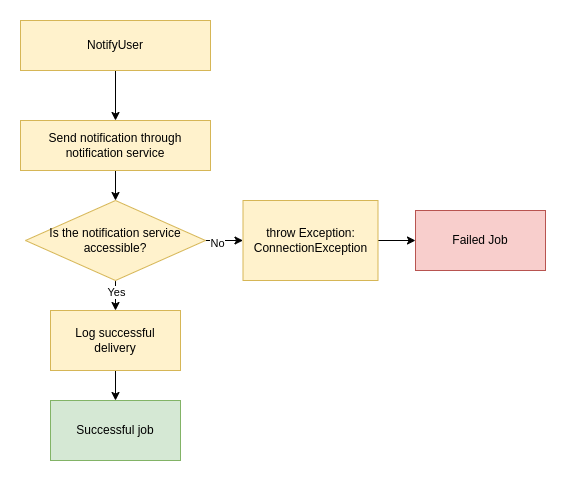 NotifyUser
Send notification through
notification service
Is the notification service
accessible?
No
throw Exception:
ConnectionException
Failed Job
Yes
Log successful
delivery
Successful job